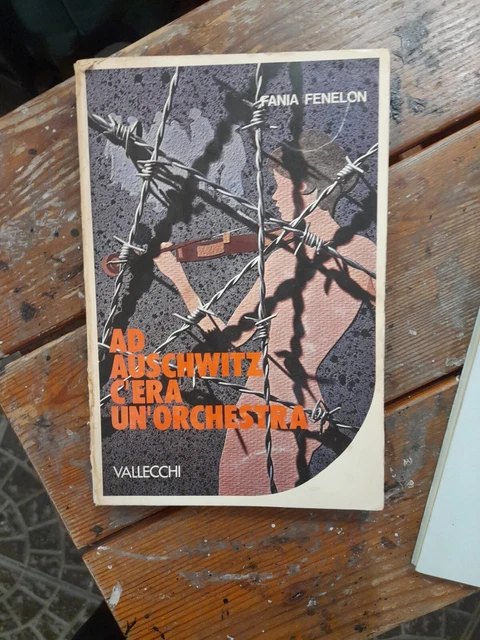 FANIA FENELON
AD
AUSCHWITZ
C'ERA
UN'ORCHESTRA
VALLECCHI